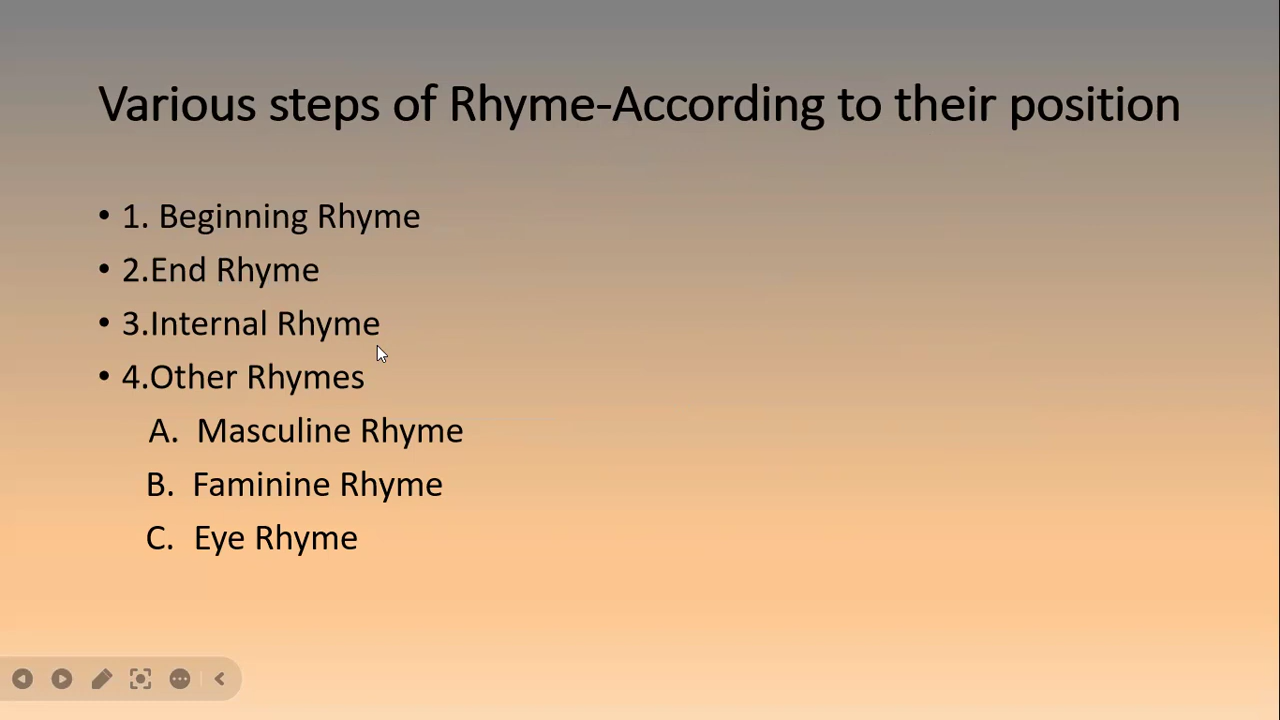 Various steps of Rhyme-According to their position
• 1. Beginning Rhyme
• 2.End Rhyme
• 3.Internal Rhyme
• 4.Other Rhymes
A. Masculine Rhyme
B. Faminine Rhyme
C. Eye Rhyme